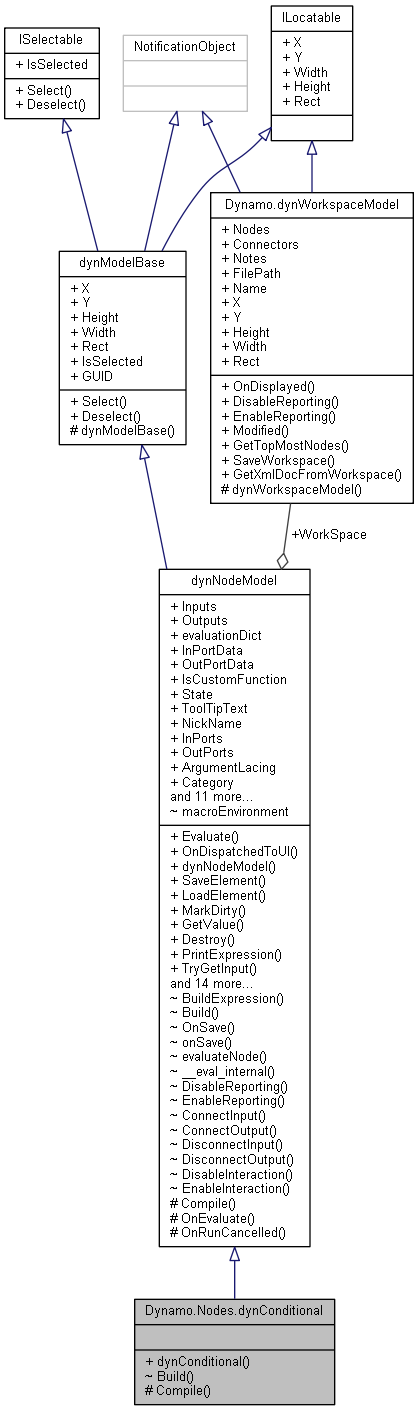 ISelectable
+ IsSelected
+ Select()
+ Deselect()
NotificationObject
ILocatable
+ X
+ Y
+ Width
+ Height
+ Rect
dynModelBase
+ X
+ Y
+ Height
+ Width
+ Rect
+ IsSelected
+ GUID
+ Select()
+ Deselect()
# dynModelBase()
Dynamo.dynWorkspaceModel
+ Nodes
+ Connectors
+ Notes
+ FilePath
+ Name
+ X
+ Y
+ Height
+ Width
+ Rect
+ OnDisplayed()
+ DisableReporting()
+ EnableReporting()
+ Modified()
+ GetTopMostNodes()
+ SaveWorkspace()
+ GetXmlDocFromWorkspace()
# dynWorkspaceModel()
+WorkSpace
dynNodeModel
+ Inputs
+ Outputs
+ evaluationDict
+ InPortData
+ OutPortData
+ IsCustomFunction
+ State
+ ToolTipText
+ NickName
+ InPorts
+ OutPorts
+ ArgumentLacing
+ Category
and 11 more...
~ macroEnvironment
+ Evaluate()
+ OnDispatchedToUI()
+ dynNodeModel()
+ SaveElement()
+ LoadElement()
+ MarkDirty()
+ GetValue()
+ Destroy()
+ PrintExpression()
+ TryGetInput()
and 14 more...
~ BuildExpression()
~ Build()
~ OnSave()
~ onSave()
~ evaluateNode()
~ __eval_internal()
~ DisableReporting()
~ EnableReporting()
~ ConnectInput()
~ ConnectOutput()
~ DisconnectInput()
~ DisconnectOutput()
~ DisableInteraction()
~ EnableInteraction()
# Compile()
# OnEvaluate()
# OnRunCancelled()
Dynamo.Nodes.dynConditional
+ dynConditional()
~ Build()
# Compile()